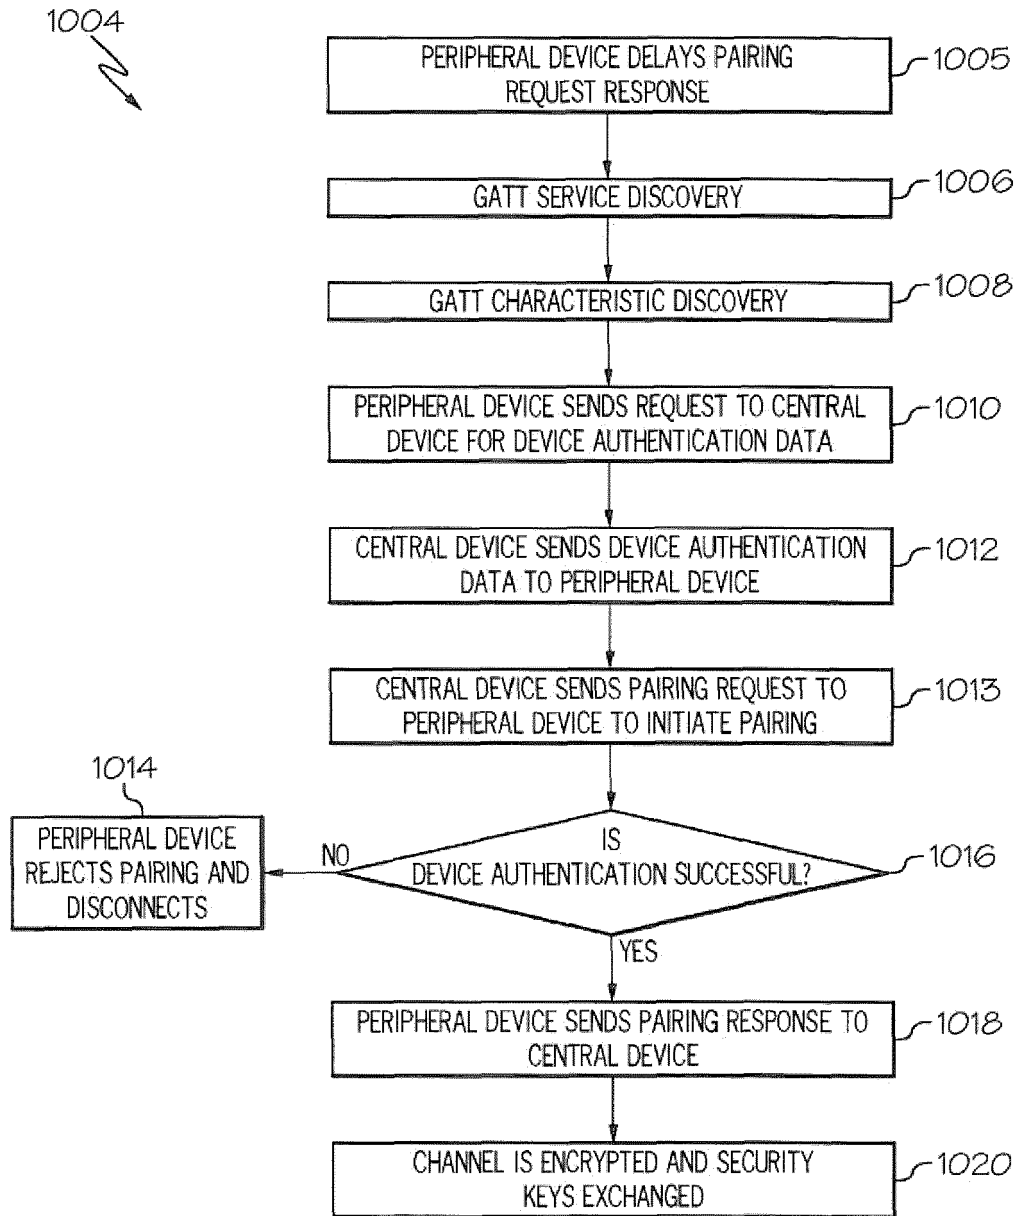 1004
PERIPHERAL DEVICE DELAYS PAIRING
REQUEST RESPONSE
1005
GATT SERVICE DISCOVERY
1006
GATT CHARACTERISTIC DISCOVERY
1008
PERIPHERAL DEVICE SENDS REQUEST TO CENTRAL
DEVICE FOR DEVICE AUTHENTICATION DATA
1010
CENTRAL DEVICE SENDS DEVICE AUTHENTICATION
DATA TO PERIPHERAL DEVICE
1012
CENTRAL DEVICE SENDS PAIRING REQUEST TO
PERIPHERAL DEVICE TO INITIATE PAIRING
1013
1014
PERIPHERAL DEVICE
REJECTS PAIRING AND
DISCONNECTS
NO
IS
DEVICE AUTHENTICATION SUCCESSFUL?
1016
YES
PERIPHERAL DEVICE SENDS PAIRING RESPONSE TO
CENTRAL DEVICE
1018
CHANNEL IS ENCRYPTED AND SECURITY
KEYS EXCHANGED
1020